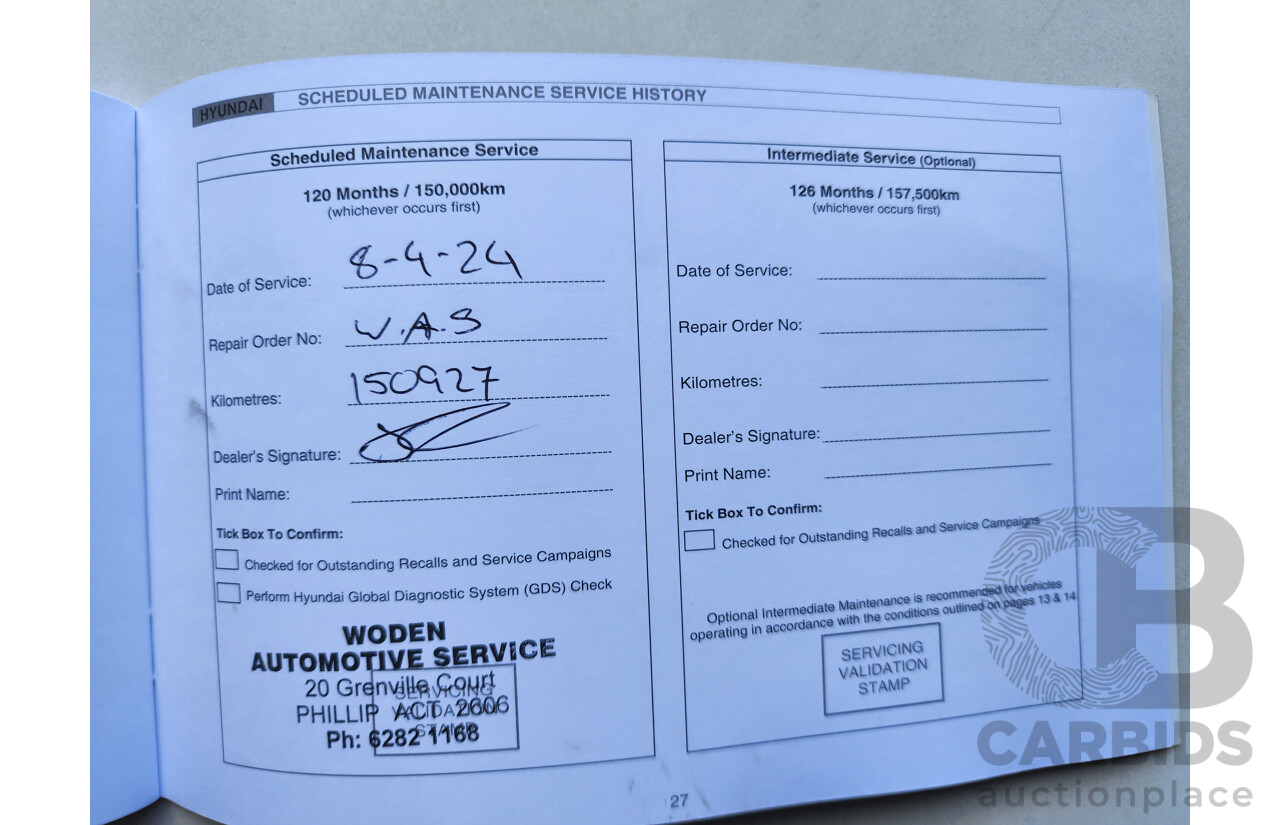 HYUNDAI SCHEDULED MAINTENANCE SERVICE HISTORY
Scheduled Maintenance Service
120 Months / 150,000km
(whichever occurs first)
Date of Service: 8-4-24
Repair Order No: W.A.S
Kilometres: 150927
Dealer's Signature:
Print Name:
Tick Box To Confirm:
Checked for Outstanding Recalls and Service Campaigns
Perform Hyundai Global Diagnostic System (GDS) Check
WODEN
AUTOMOTIVE SERVICE
20 Grenville Court
PHILLIP ACT 2606
Ph: 6282 1168
SERVICING
VALIDATION
STAMP
Intermediate Service (Optional)
126 Months / 157,500km
(whichever occurs first)
Date of Service:
Repair Order No:
Kilometres:
Dealer's Signature:
Print Name:
Tick Box To Confirm:
Checked for Outstanding Recalls and Service Campaigns
Optional Intermediate Maintenance is recommended for vehicles
operating in accordance with the conditions outlined on pages 13 & 14
SERVICING
VALIDATION
STAMP
27
CB
CARBIDS
auctionplace